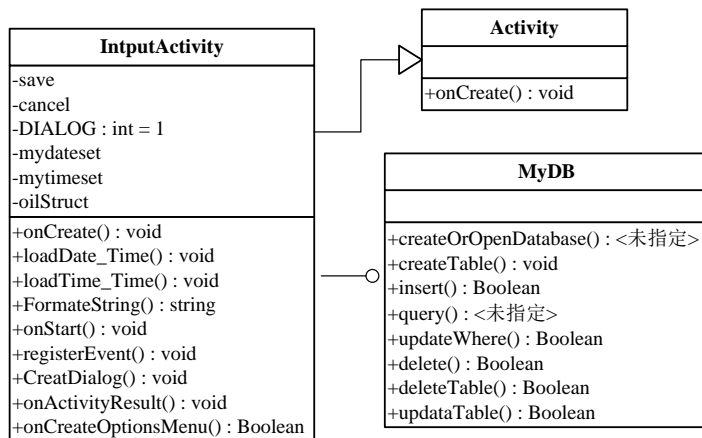 IntputActivity
-save
-cancel
-DIALOG : int = 1
-mydateset
-mytimeset
-oilStruct
+onCreate() : void
+loadDate_Time() : void
+loadTime_Time() : void
+FormateString() : string
+onStart() : void
+registerEvent() : void
+CreatDialog() : void
+onActivityResult() : void
+onCreateOptionsMenu() : Boolean
Activity
+onCreate() : void
MyDB
+createOrOpenDatabase() : <未指定>
+createTable() : void
+insert() : Boolean
+query() : <未指定>
+updateWhere() : Boolean
+delete() : Boolean
+deleteTable() : Boolean
+updataTable() : Boolean